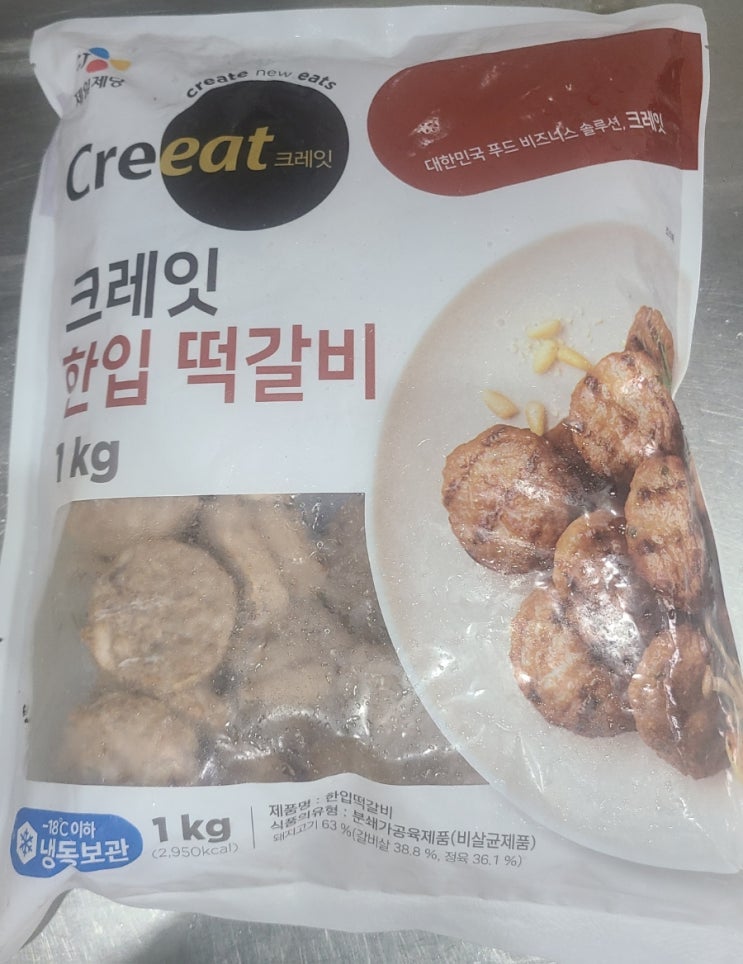 CJ
제일제당
create new eats
Creeat 크레잇
대한민국 푸드 비즈니스 솔루션, 크레잇
크레잇
한입 떡갈비
1 kg
-18℃ 이하
냉동보관
1 kg
(2,950kcal)
제품명 : 한입떡갈비
식품의유형 : 분쇄가공육제품(비살균제품)
돼지고기 63 %(갈비살 38.8 %, 정육 36.1 %)